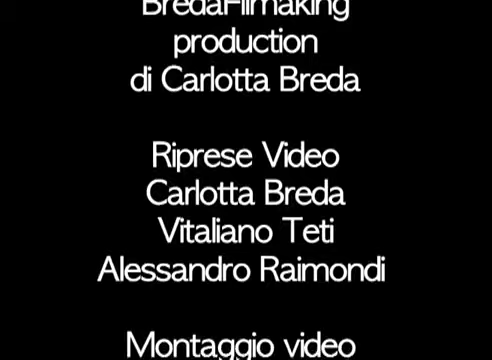 BredaFilmaking
production
di Carlotta Breda
Riprese Video
Carlotta Breda
Vitaliano Teti
Alessandro Raimondi
Montaggio video